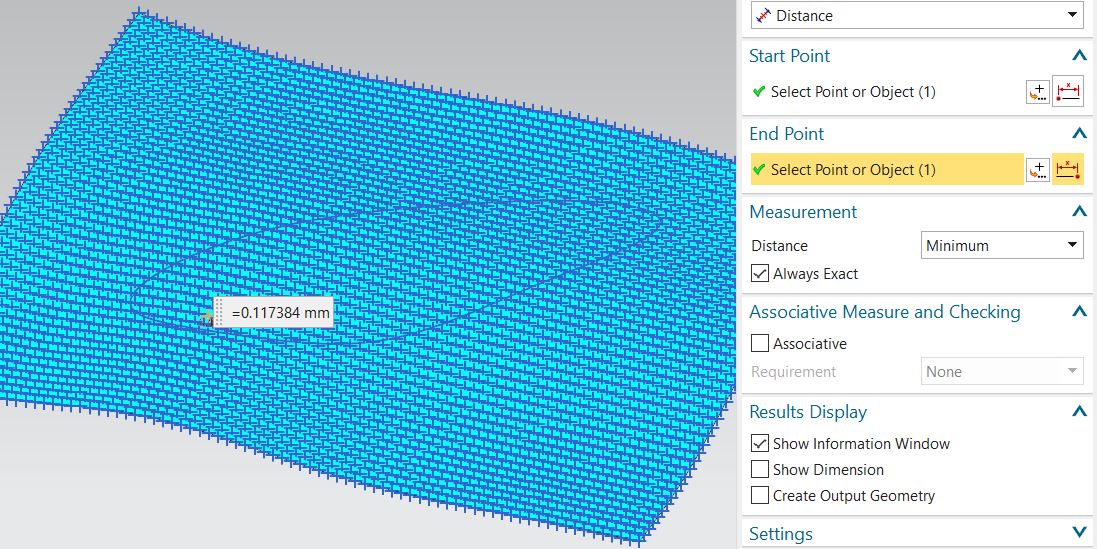 Distance
Start Point
Select Point or Object (1)
End Point
Select Point or Object (1)
Measurement
Distance Minimum
Always Exact
=0.117384 mm
Associative Measure and Checking
Associative
Requirement None
Results Display
Show Information Window
Show Dimension
Create Output Geometry
Settings